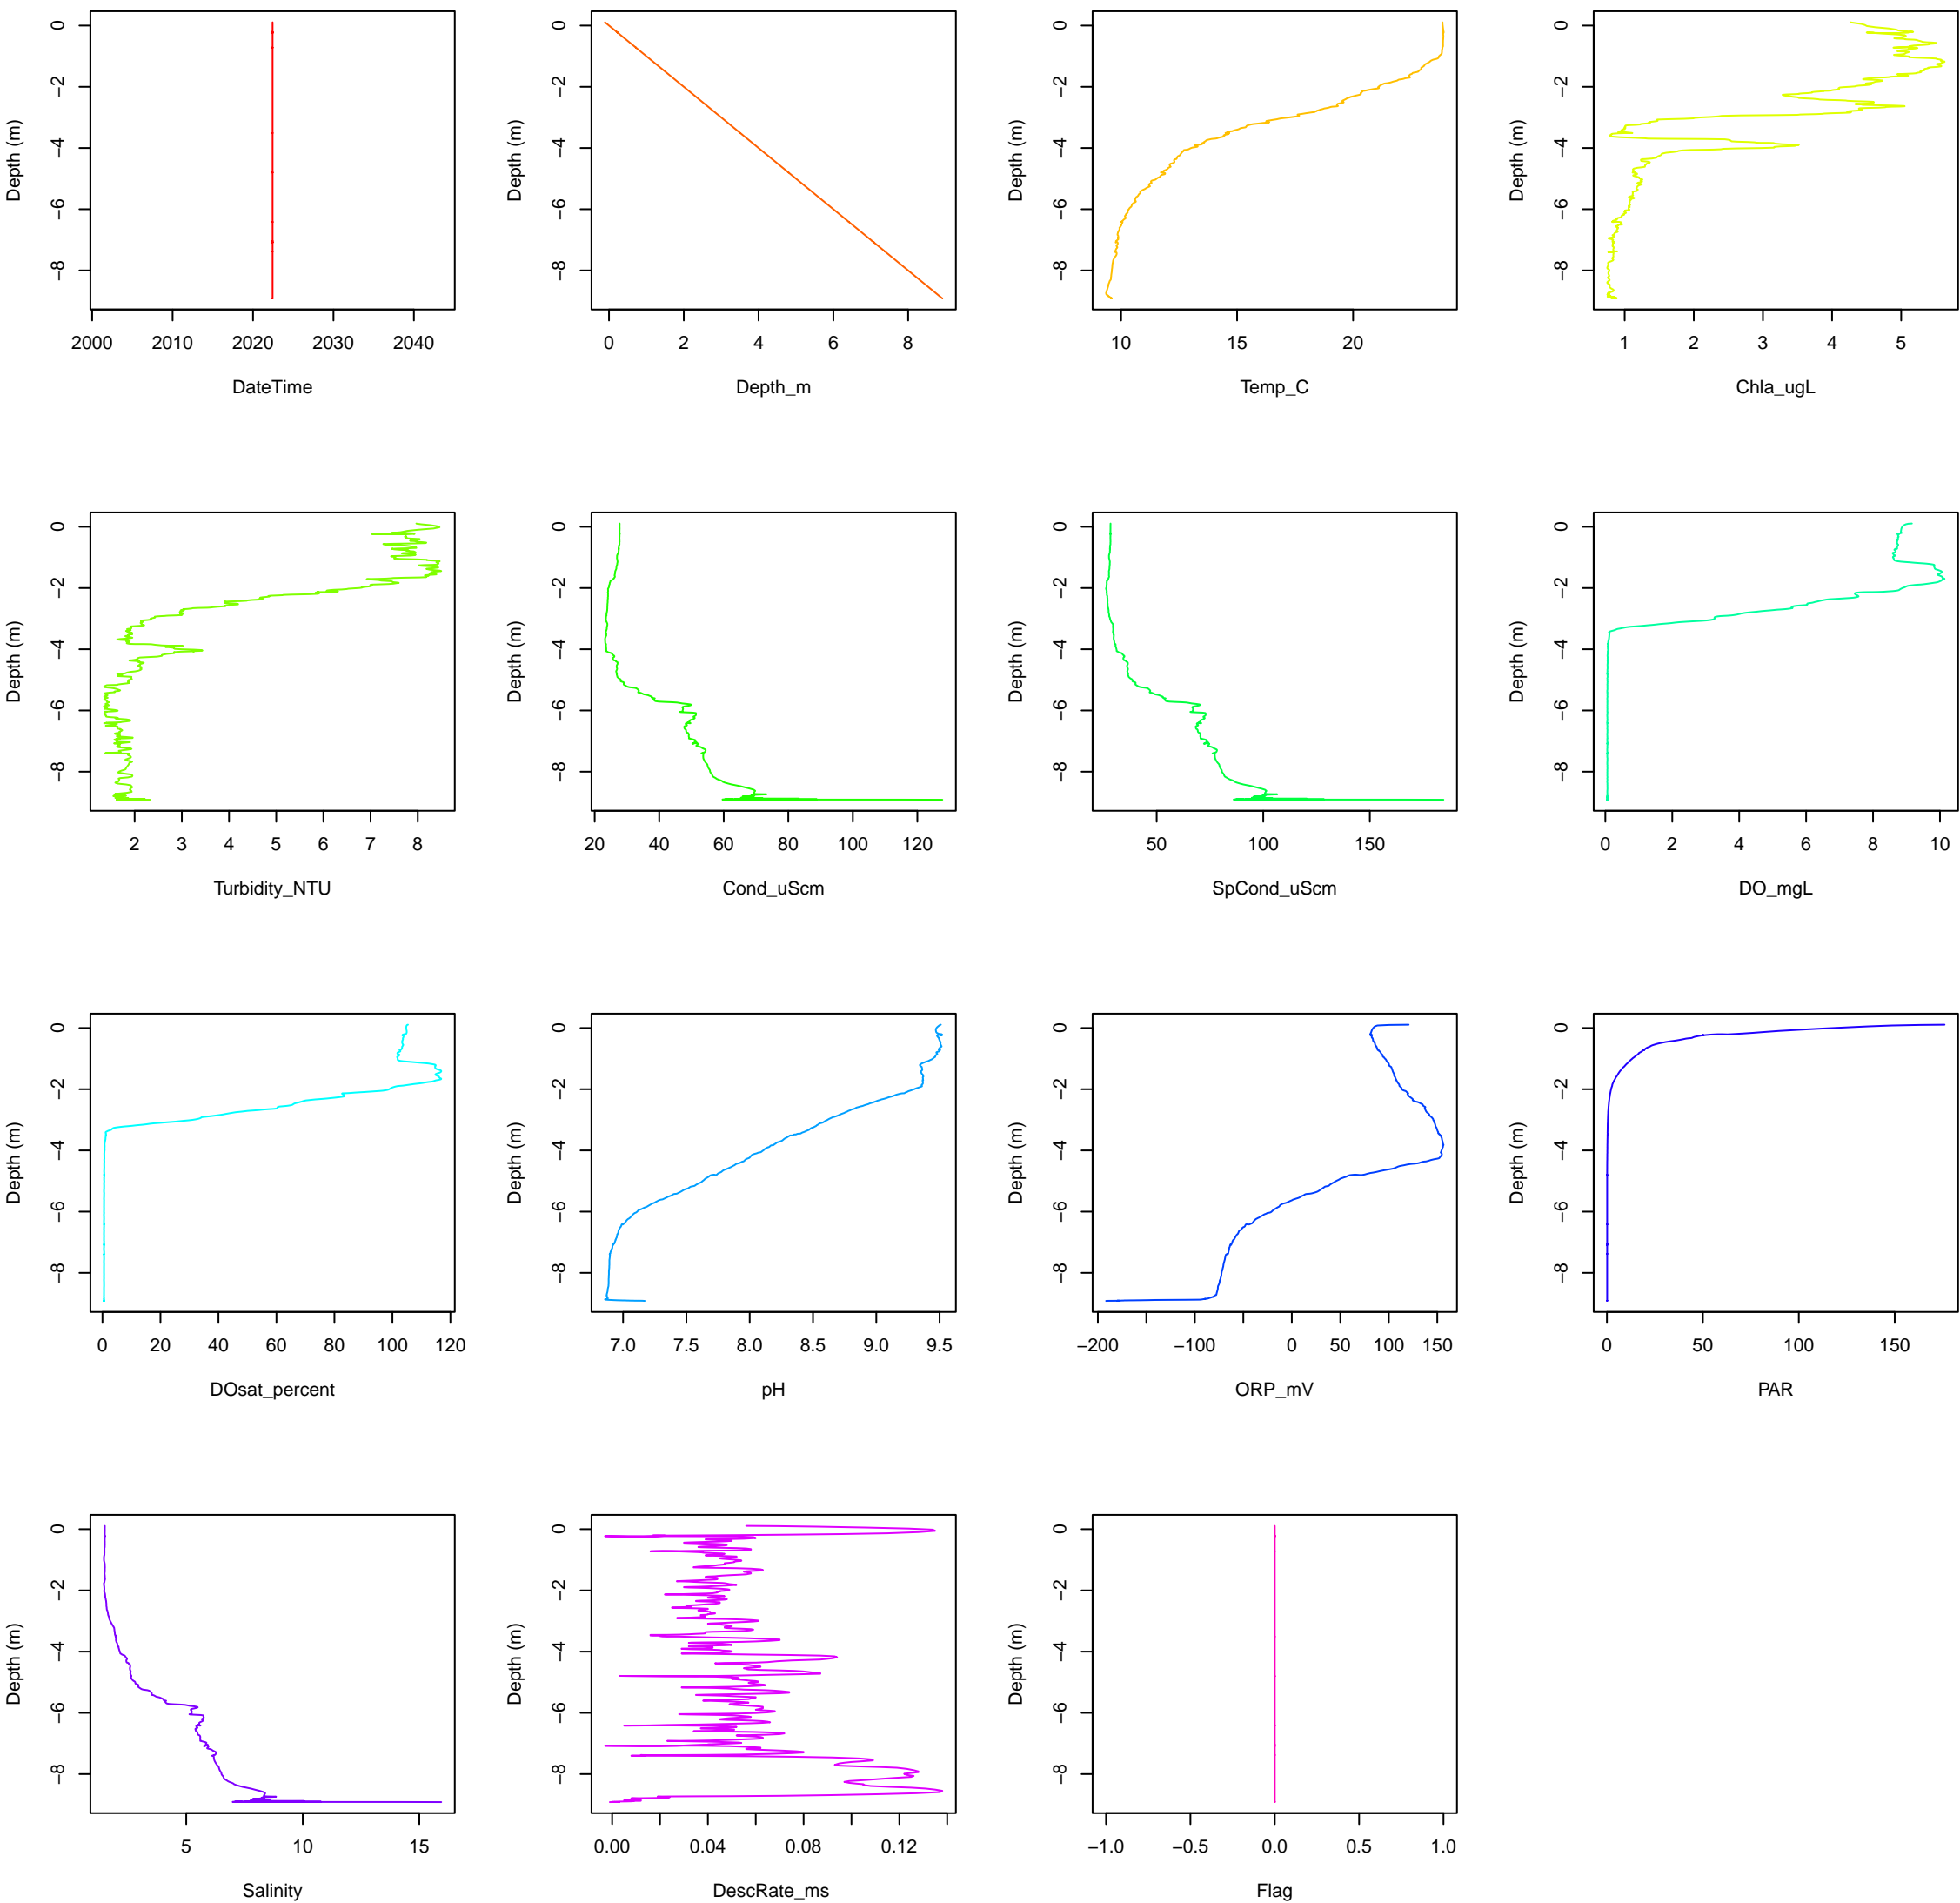 0
−2
−4
−6
−8
Depth (m)
2000 2010 2020 2030 2040
DateTime
0
−2
−4
−6
−8
Depth (m)
0 2 4 6 8
Depth_m
0
−2
−4
−6
−8
Depth (m)
10 15 20
Temp_C
0
−2
−4
−6
−8
Depth (m)
1 2 3 4 5
Chla_ugL
0
−2
−4
−6
−8
Depth (m)
2 3 4 5 6 7 8
Turbidity_NTU
0
−2
−4
−6
−8
Depth (m)
20 40 60 80 100 120
Cond_uScm
0
−2
−4
−6
−8
Depth (m)
50 100 150
SpCond_uScm
0
−2
−4
−6
−8
Depth (m)
0 2 4 6 8 10
DO_mgL
0
−2
−4
−6
−8
Depth (m)
0 20 40 60 80 100 120
DOsat_percent
0
−2
−4
−6
−8
Depth (m)
7.0 7.5 8.0 8.5 9.0 9.5
pH
0
−2
−4
−6
−8
Depth (m)
−200 −100 0 50 100 150
ORP_mV
0
−2
−4
−6
−8
Depth (m)
0 50 100 150
PAR
0
−2
−4
−6
−8
Depth (m)
5 10 15
Salinity
0
−2
−4
−6
−8
Depth (m)
0.00 0.04 0.08 0.12
DescRate_ms
0
−2
−4
−6
−8
Depth (m)
−1.0 −0.5 0.0 0.5 1.0
Flag